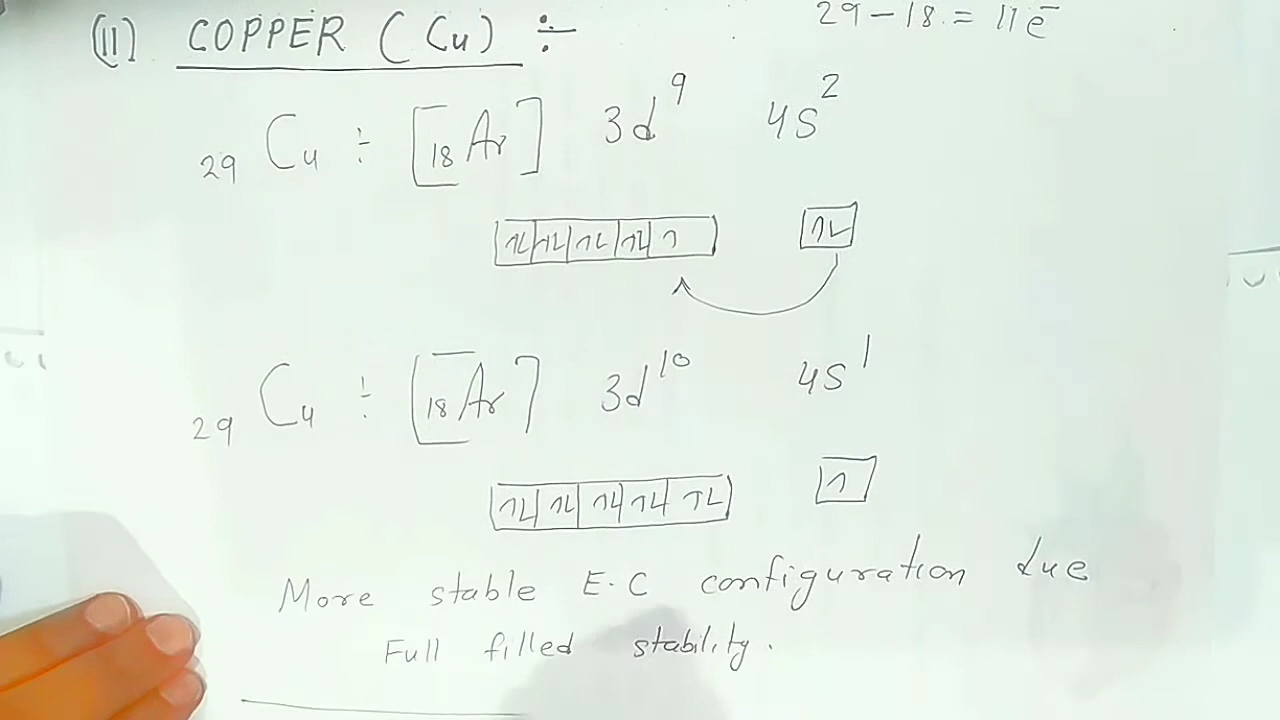 (11) COPPER (Cu) ÷ 29 - 18 = 11e⁻
₂₉Cu ÷ [₁₈Ar] 3d⁹ 4s²
₂₉Cu ÷ [₁₈Ar] 3d¹⁰ 4s¹
More stable E.C configuration due
Full filled stability.